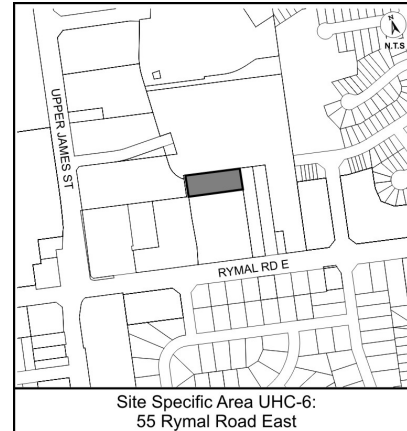 N
N.T.S
UPPER JAMES ST
RYMAL RD E
Site Specific Area UHC-6:
55 Rymal Road East